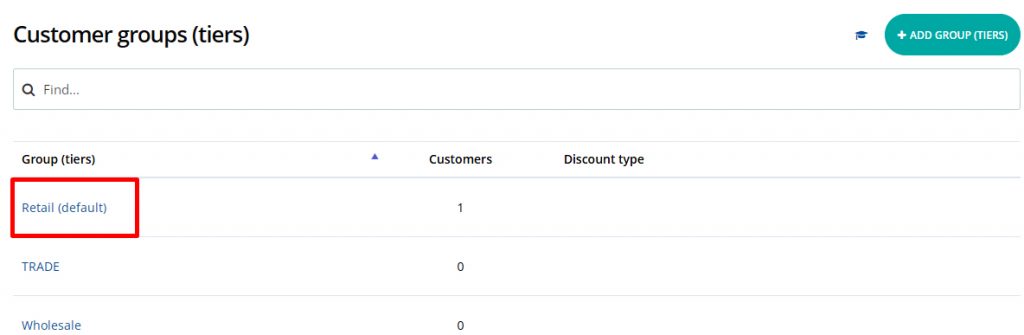 Customer groups (tiers)
+ ADD GROUP (TIERS)
Find...
Group (tiers) Customers Discount type
Retail (default) 1
TRADE 0
Wholesale 0